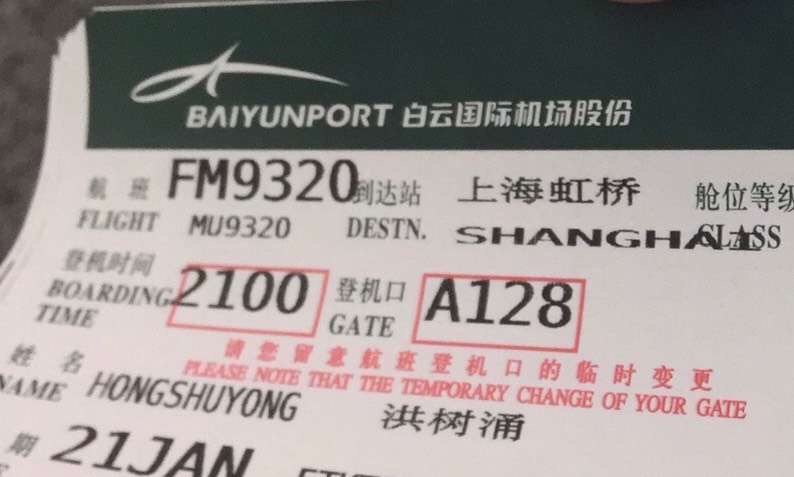 BAIYUNPORT 白云国际机场股份
航班 FM9320 到达站 上海虹桥 舱位等级
FLIGHT MU9320 DESTN. SHANGHAI CLASS
登机时间 2100 登机口 A128
BOARDING TIME GATE
请您留意航班登机口的临时变更
PLEASE NOTE THAT THE TEMPORARY CHANGE OF YOUR GATE
姓名 HONGSHUYONG 洪树涌
NAME
期 21JAN